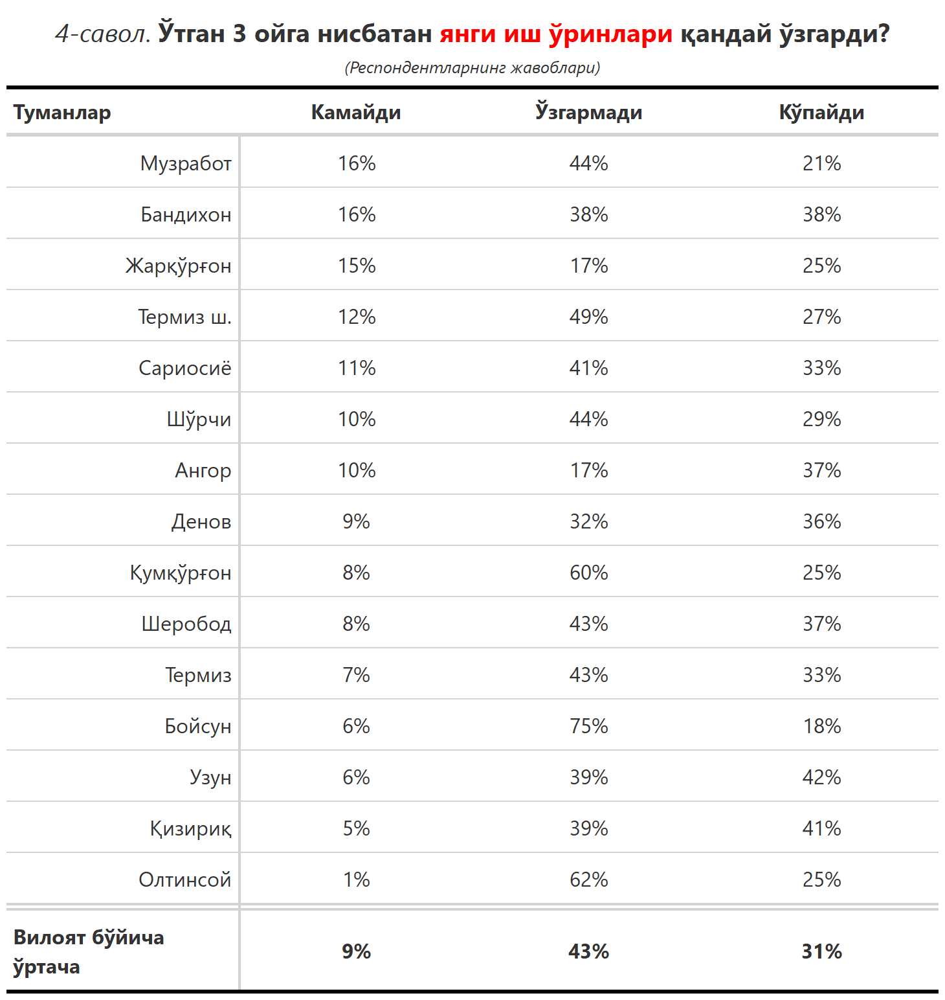 4-савол. Ўтган 3 ойга нисбатан янги иш ўринлари қандай ўзгарди?
(Респондентларнинг жавоблари)
Туманлар Камайди Ўзгармади Кўпайди
Музработ 16% 44% 21%
Бандихон 16% 38% 38%
Жарқўрғон 15% 17% 25%
Термиз ш. 12% 49% 27%
Сариосиё 11% 41% 33%
Шўрчи 10% 44% 29%
Ангор 10% 17% 37%
Денов 9% 32% 36%
Қумқўрғон 8% 60% 25%
Шеробод 8% 43% 37%
Термиз 7% 43% 33%
Бойсун 6% 75% 18%
Узун 6% 39% 42%
Қизириқ 5% 39% 41%
Олтинсой 1% 62% 25%
Вилоят бўйича
ўртача 9% 43% 31%